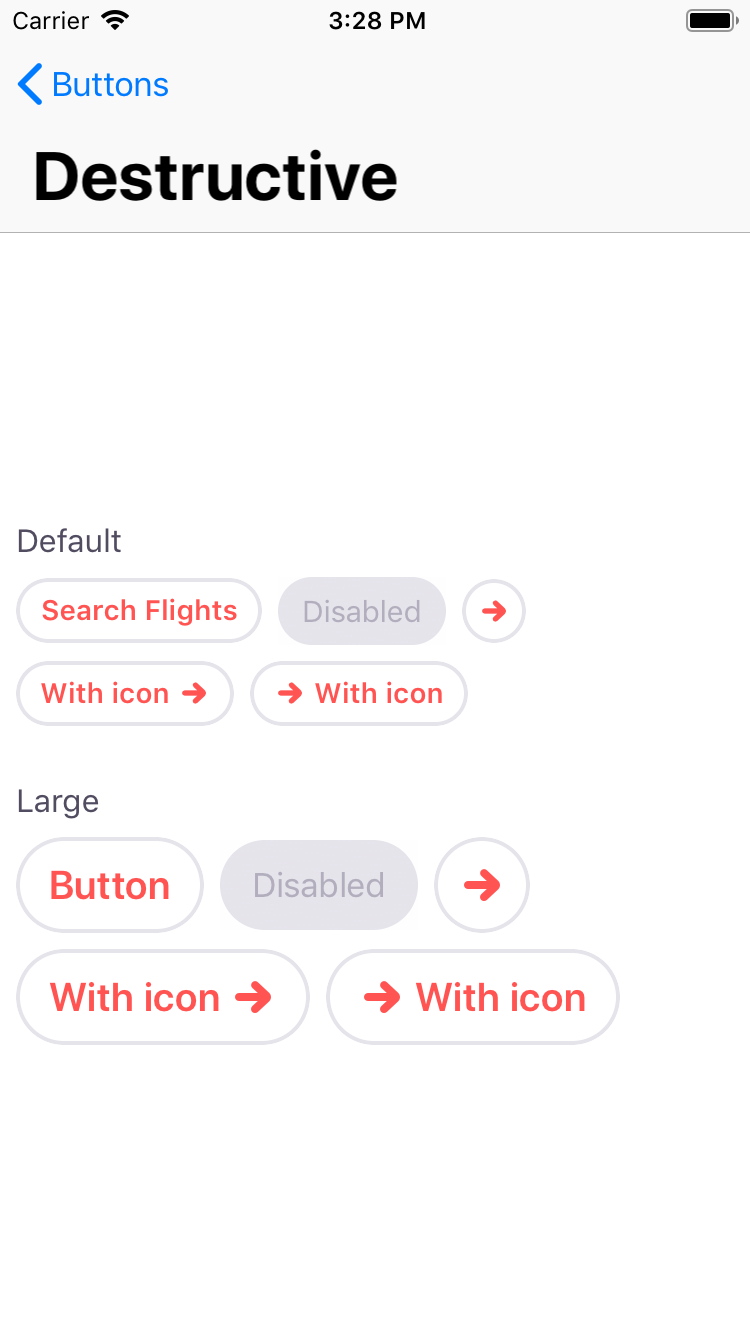 Carrier 3:28 PM
Buttons
Destructive
Default
Search Flights Disabled
With icon With icon
Large
Button Disabled
With icon With icon